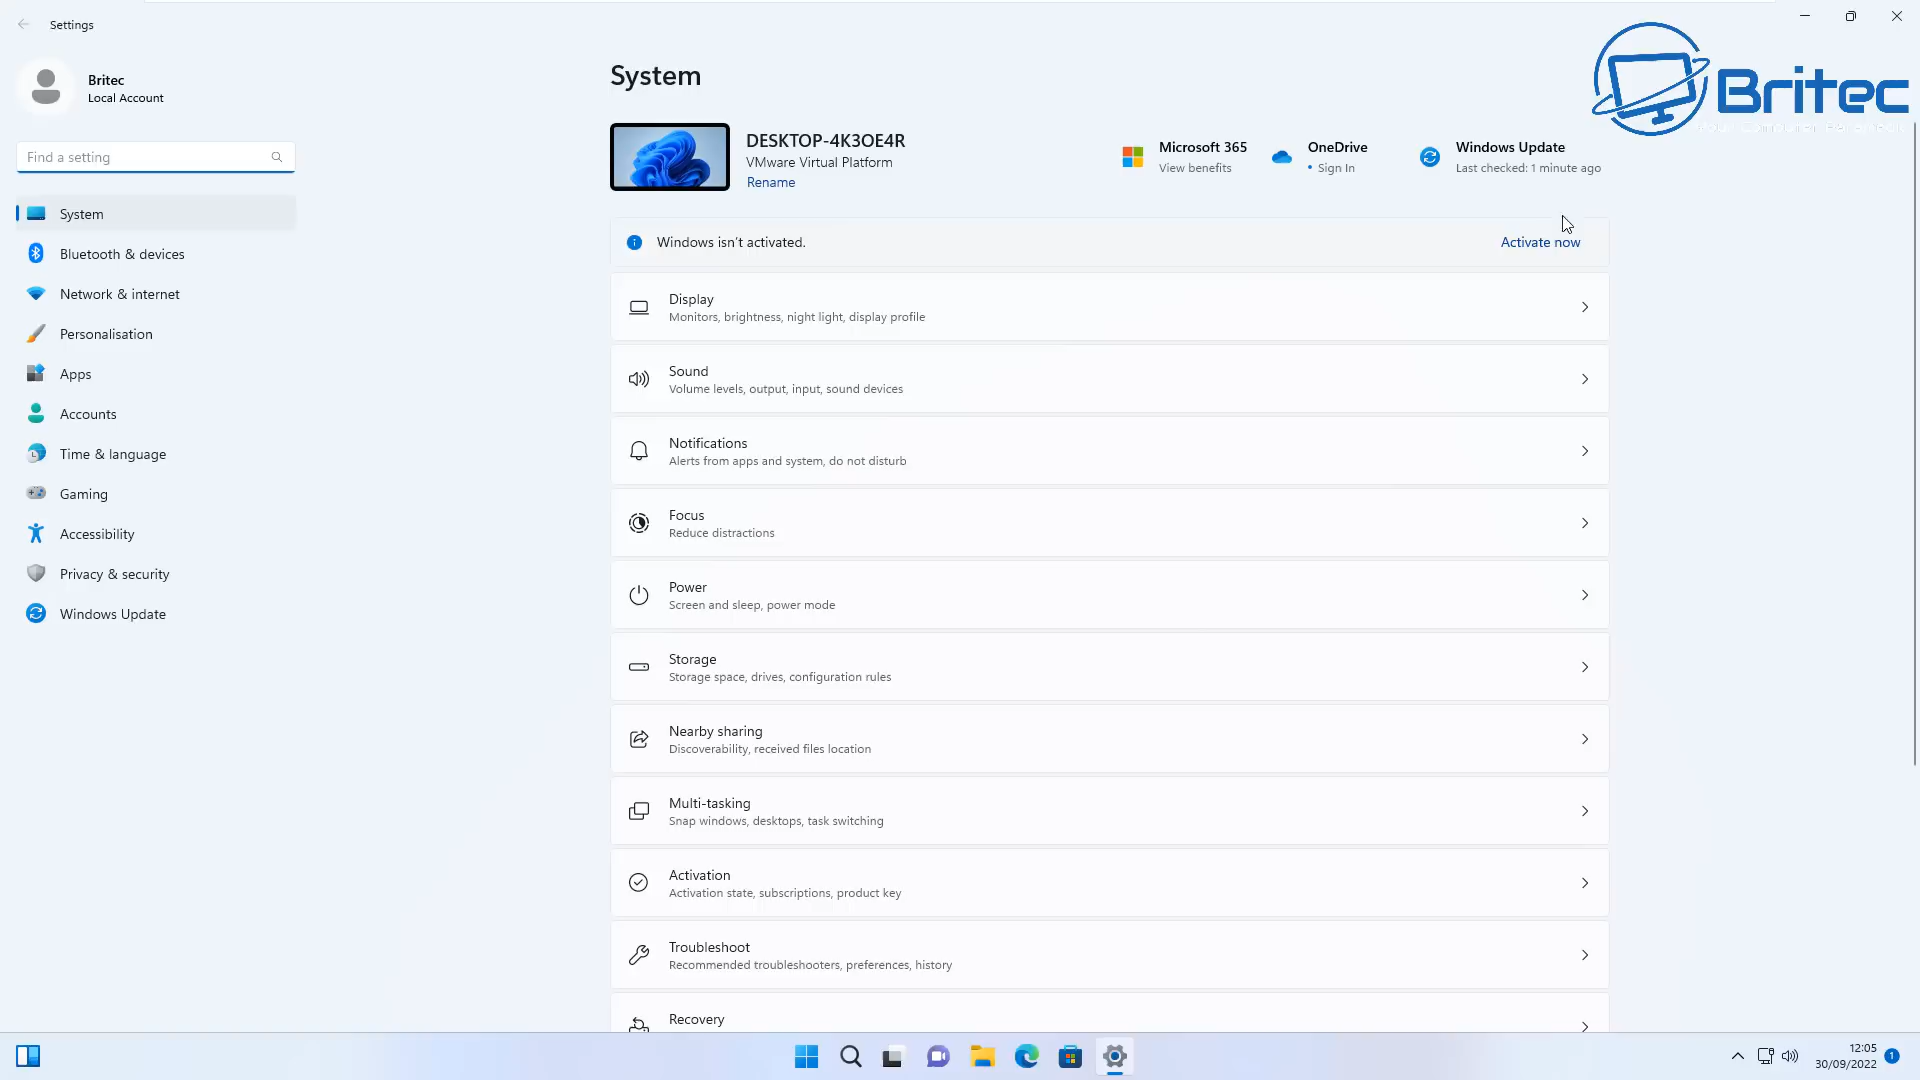 Settings
Britec
Local Account
Find a setting
System
Bluetooth & devices
Network & internet
Personalisation
Apps
Accounts
Time & language
Gaming
Accessibility
Privacy & security
Windows Update
System
DESKTOP-4K3OE4R
VMware Virtual Platform
Rename
Microsoft 365
View benefits
OneDrive
• Sign In
Windows Update
Last checked: 1 minute ago
Britec
Windows isn't activated.
Activate now
Display
Monitors, brightness, night light, display profile
Sound
Volume levels, output, input, sound devices
Notifications
Alerts from apps and system, do not disturb
Focus
Reduce distractions
Power
Screen and sleep, power mode
Storage
Storage space, drives, configuration rules
Nearby sharing
Discoverability, received files location
Multi-tasking
Snap windows, desktops, task switching
Activation
Activation state, subscriptions, product key
Troubleshoot
Recommended troubleshooters, preferences, history
Recovery
12:05
30/09/2022
1